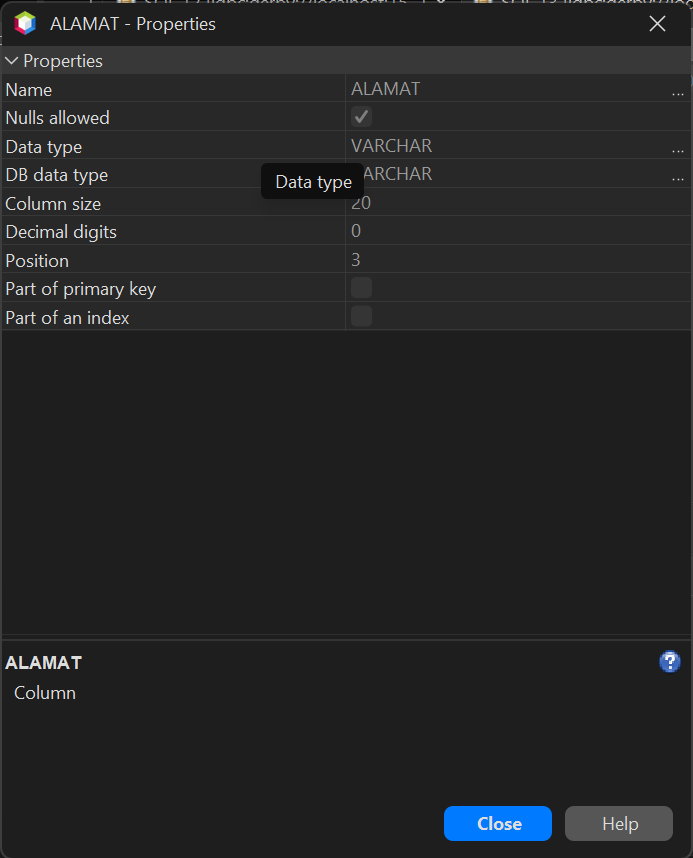 ALAMAT - Properties
Properties
Name ALAMAT ...
Nulls allowed
Data type VARCHAR ...
DB data type ARCHAR ...
Data type
Column size 20
Decimal digits 0
Position 3
Part of primary key
Part of an index
ALAMAT
?
Column
Close Help